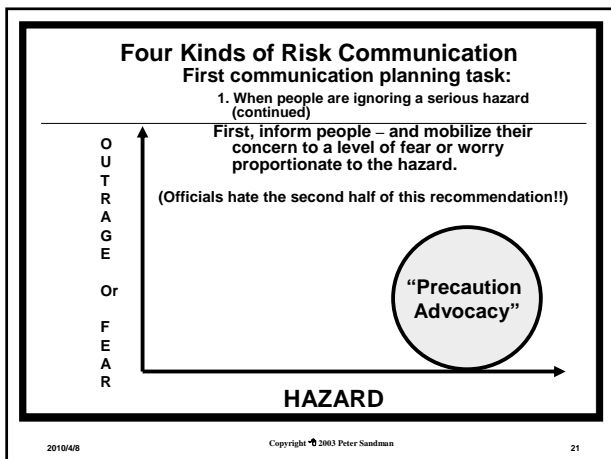 Four Kinds of Risk Communication
First communication planning task:
1. When people are ignoring a serious hazard
(continued)
First, inform people – and mobilize their
concern to a level of fear or worry
proportionate to the hazard.
(Officials hate the second half of this recommendation!!)
OUTRAGE
Or
FEAR
“Precaution
Advocacy”
HAZARD
2010/4/8
Copyright 2003 Peter Sandman
21